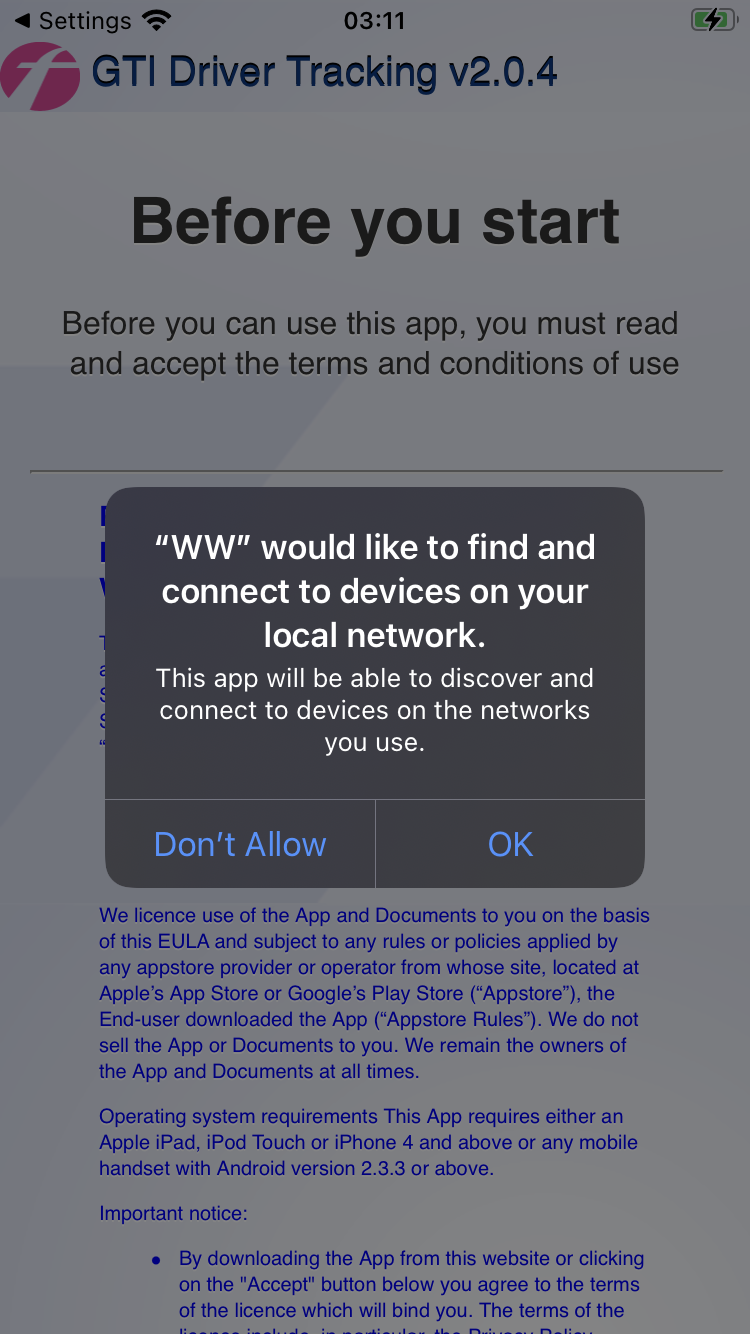 Settings
03:11
GTI Driver Tracking v2.0.4
Before you start
Before you can use this app, you must read
and accept the terms and conditions of use
“WW” would like to find and
connect to devices on your
local network.
This app will be able to discover and
connect to devices on the networks
you use.
Don’t Allow
OK
We licence use of the App and Documents to you on the basis
of this EULA and subject to any rules or policies applied by
any appstore provider or operator from whose site, located at
Apple’s App Store or Google’s Play Store (“Appstore”), the
End-user downloaded the App (“Appstore Rules”). We do not
sell the App or Documents to you. We remain the owners of
the App and Documents at all times.
Operating system requirements This App requires either an
Apple iPad, iPod Touch or iPhone 4 and above or any mobile
handset with Android version 2.3.3 or above.
Important notice:
• By downloading the App from this website or clicking
on the "Accept" button below you agree to the terms
of the licence which will bind you. The terms of the
licence include, in particular, the Privacy Policy